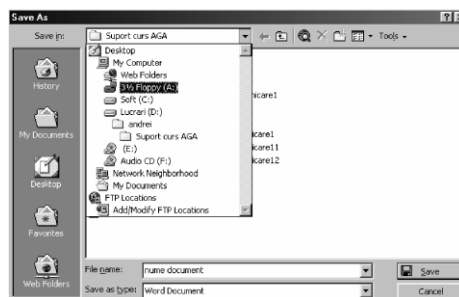 Save As
Save in:
Suport curs AGA
Tools
Desktop
My Computer
Web Folders
3½ Floppy (A:)
Soft (C:)
Lucrari (D:)
andrei
Suport curs AGA
(E:)
Audio CD (F:)
Network Neighborhood
My Documents
FTP Locations
Add/Modify FTP Locations
nicare1
icare1
icare11
icare12
History
My Documents
Desktop
Favorites
Web Folders
File name:
nume document
Save
Save as type:
Word Document
Cancel